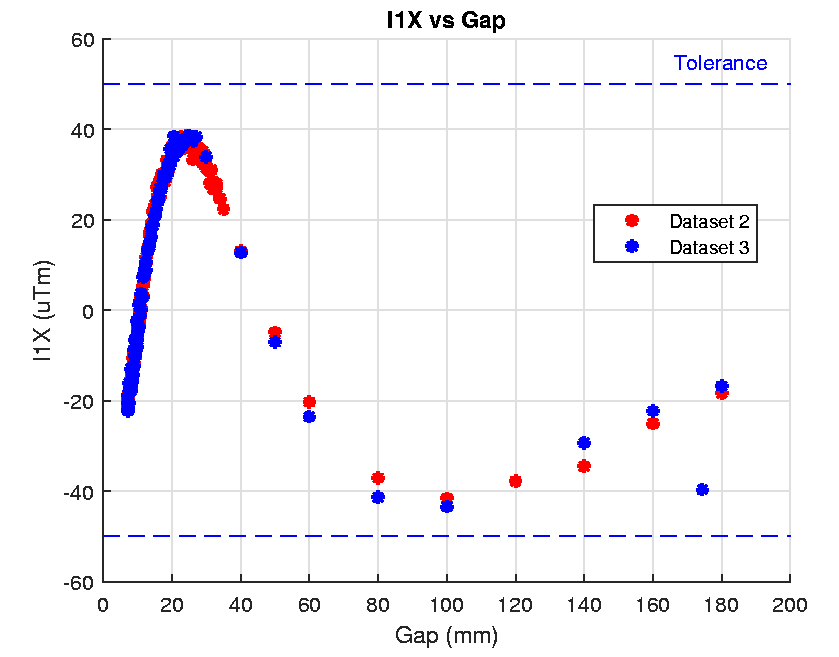 I1X vs Gap
60
Tolerance
40
20
Dataset 2
Dataset 3
0
-20
-40
-60
I1X (uTm)
0 20 40 60 80 100 120 140 160 180 200
Gap (mm)